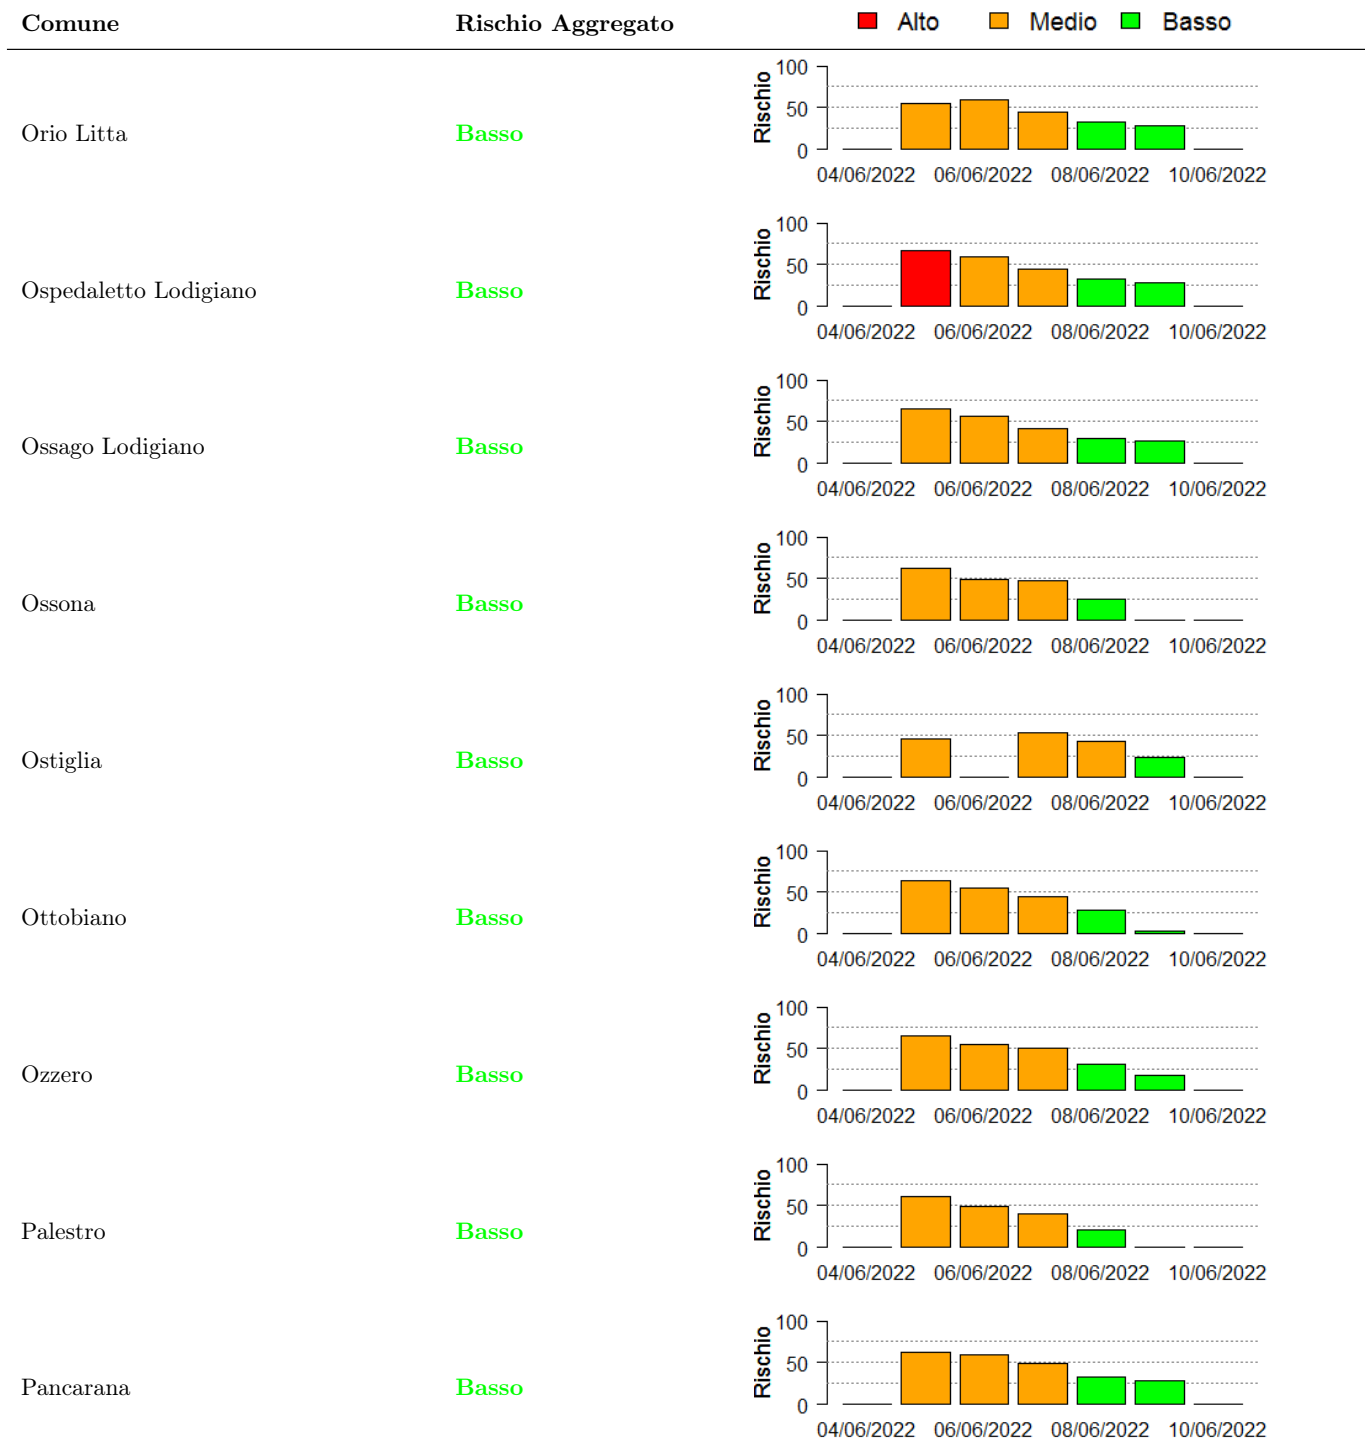 Comune Rischio Aggregato Alto Medio Basso
Orio Litta Basso
Rischio
100
50
0
04/06/2022 06/06/2022 08/06/2022 10/06/2022
Ospedaletto Lodigiano Basso
Rischio
100
50
0
04/06/2022 06/06/2022 08/06/2022 10/06/2022
Ossago Lodigiano Basso
Rischio
100
50
0
04/06/2022 06/06/2022 08/06/2022 10/06/2022
Ossona Basso
Rischio
100
50
0
04/06/2022 06/06/2022 08/06/2022 10/06/2022
Ostiglia Basso
Rischio
100
50
0
04/06/2022 06/06/2022 08/06/2022 10/06/2022
Ottobiano Basso
Rischio
100
50
0
04/06/2022 06/06/2022 08/06/2022 10/06/2022
Ozzero Basso
Rischio
100
50
0
04/06/2022 06/06/2022 08/06/2022 10/06/2022
Palestro Basso
Rischio
100
50
0
04/06/2022 06/06/2022 08/06/2022 10/06/2022
Pancarana Basso
Rischio
100
50
0
04/06/2022 06/06/2022 08/06/2022 10/06/2022